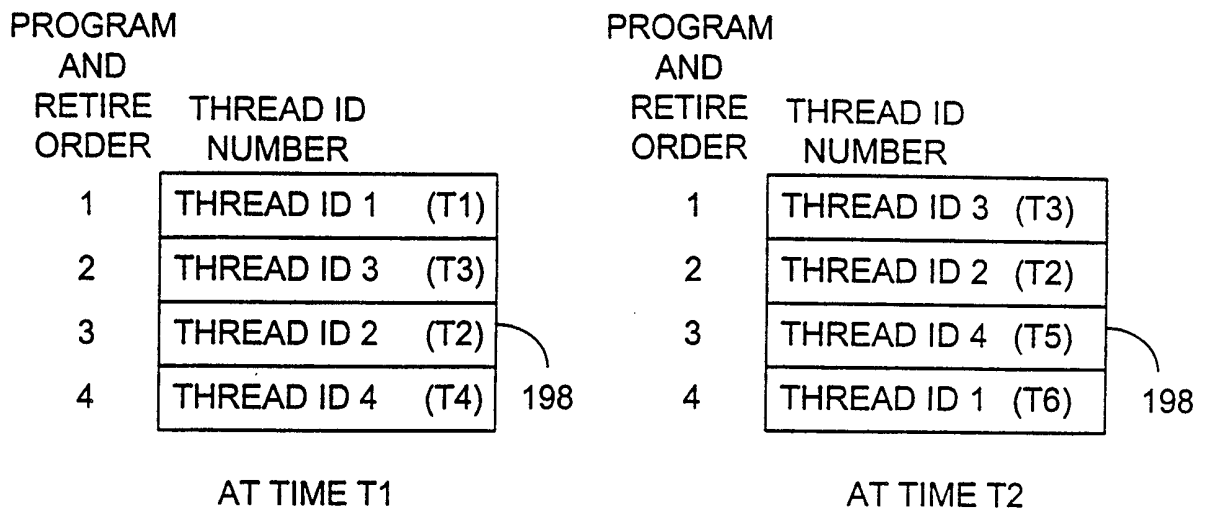 PROGRAM
AND
RETIRE
ORDER
THREAD ID
NUMBER
1 THREAD ID 1 (T1)
2 THREAD ID 3 (T3)
3 THREAD ID 2 (T2)
4 THREAD ID 4 (T4)
198
AT TIME T1
PROGRAM
AND
RETIRE
ORDER
THREAD ID
NUMBER
1 THREAD ID 3 (T3)
2 THREAD ID 2 (T2)
3 THREAD ID 4 (T5)
4 THREAD ID 1 (T6)
198
AT TIME T2